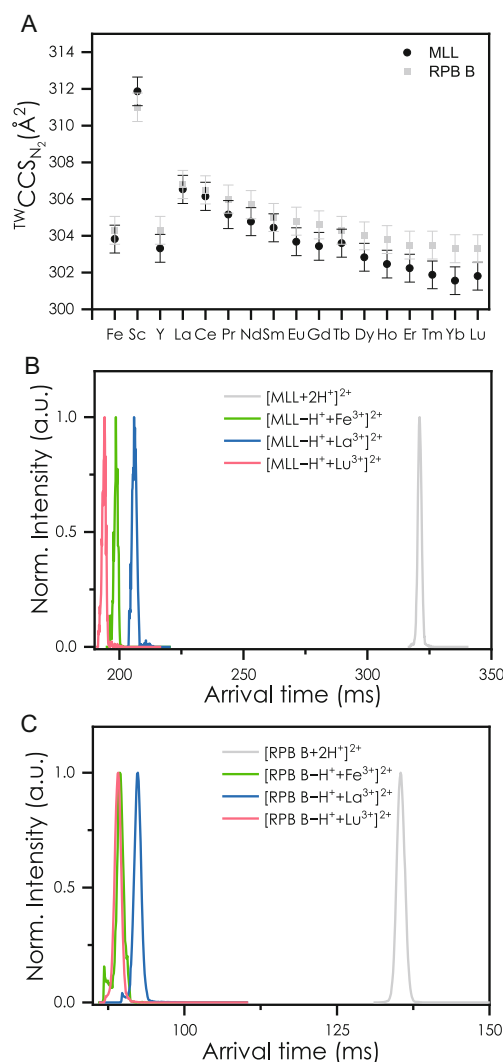 A
MLL
RPB B
TWCCSN2(Å2)
314
312
310
308
306
304
302
300
Fe Sc Y La Ce Pr Nd Sm Eu Gd Tb Dy Ho Er Tm Yb Lu
B
[MLL+2H+]2+
[MLL−H++Fe3+]2+
[MLL−H++La3+]2+
[MLL−H++Lu3+]2+
Norm. Intensity (a.u.)
1.0
0.5
0.0
200 250 300 350
Arrival time (ms)
C
[RPB B+2H+]2+
[RPB B−H++Fe3+]2+
[RPB B−H++La3+]2+
[RPB B−H++Lu3+]2+
Norm. Intensity (a.u.)
1.0
0.5
0.0
100 125 150
Arrival time (ms)